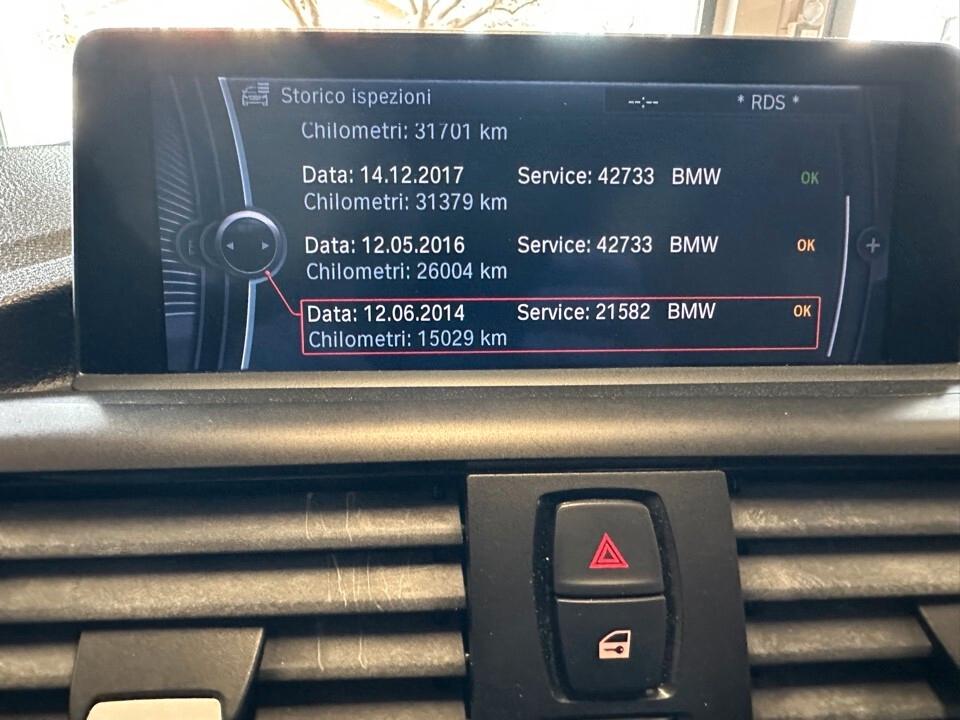 Storico ispezioni --:-- * RDS *
Chilometri: 31701 km
Data: 14.12.2017 Service: 42733 BMW OK
Chilometri: 31379 km
Data: 12.05.2016 Service: 42733 BMW OK
Chilometri: 26004 km
Data: 12.06.2014 Service: 21582 BMW OK
Chilometri: 15029 km